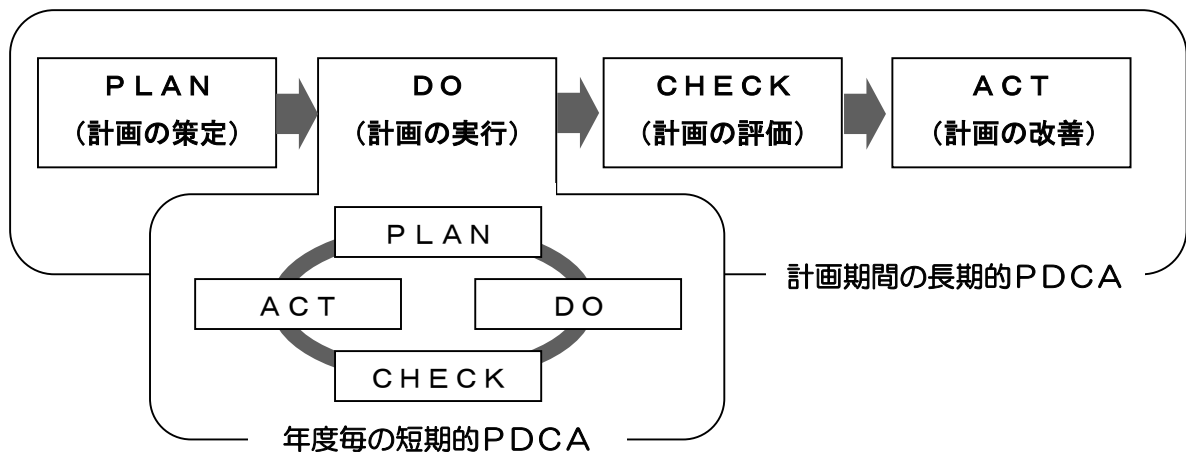 PLAN
(計画の策定)
DO
(計画の実行)
CHECK
(計画の評価)
ACT
(計画の改善)
PLAN
ACT
DO
CHECK
計画期間の長期的PDCA
年度毎の短期的PDCA